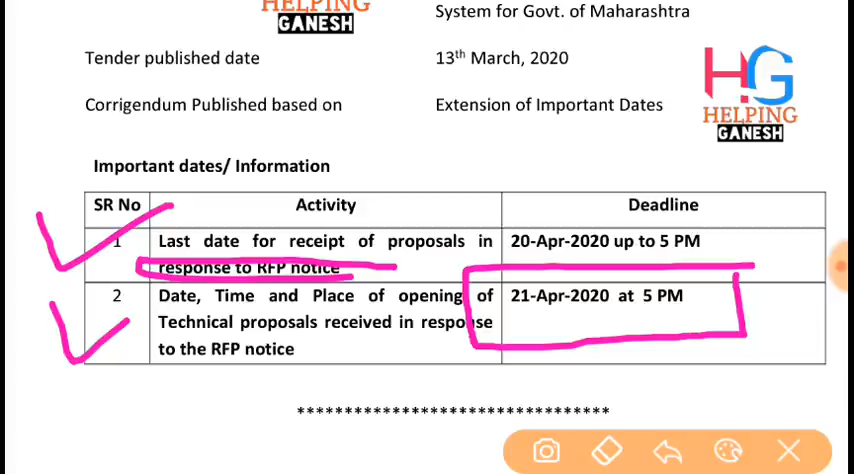 HELPING
GANESH
System for Govt. of Maharashtra
Tender published date
13th March, 2020
Corrigendum Published based on
Extension of Important Dates
HG
HELPING
GANESH
Important dates/ Information
SR No Activity Deadline
1 Last date for receipt of proposals in 20-Apr-2020 up to 5 PM
response to RFP notice
2 Date, Time and Place of opening of 21-Apr-2020 at 5 PM
Technical proposals received in response
to the RFP notice
*********************************